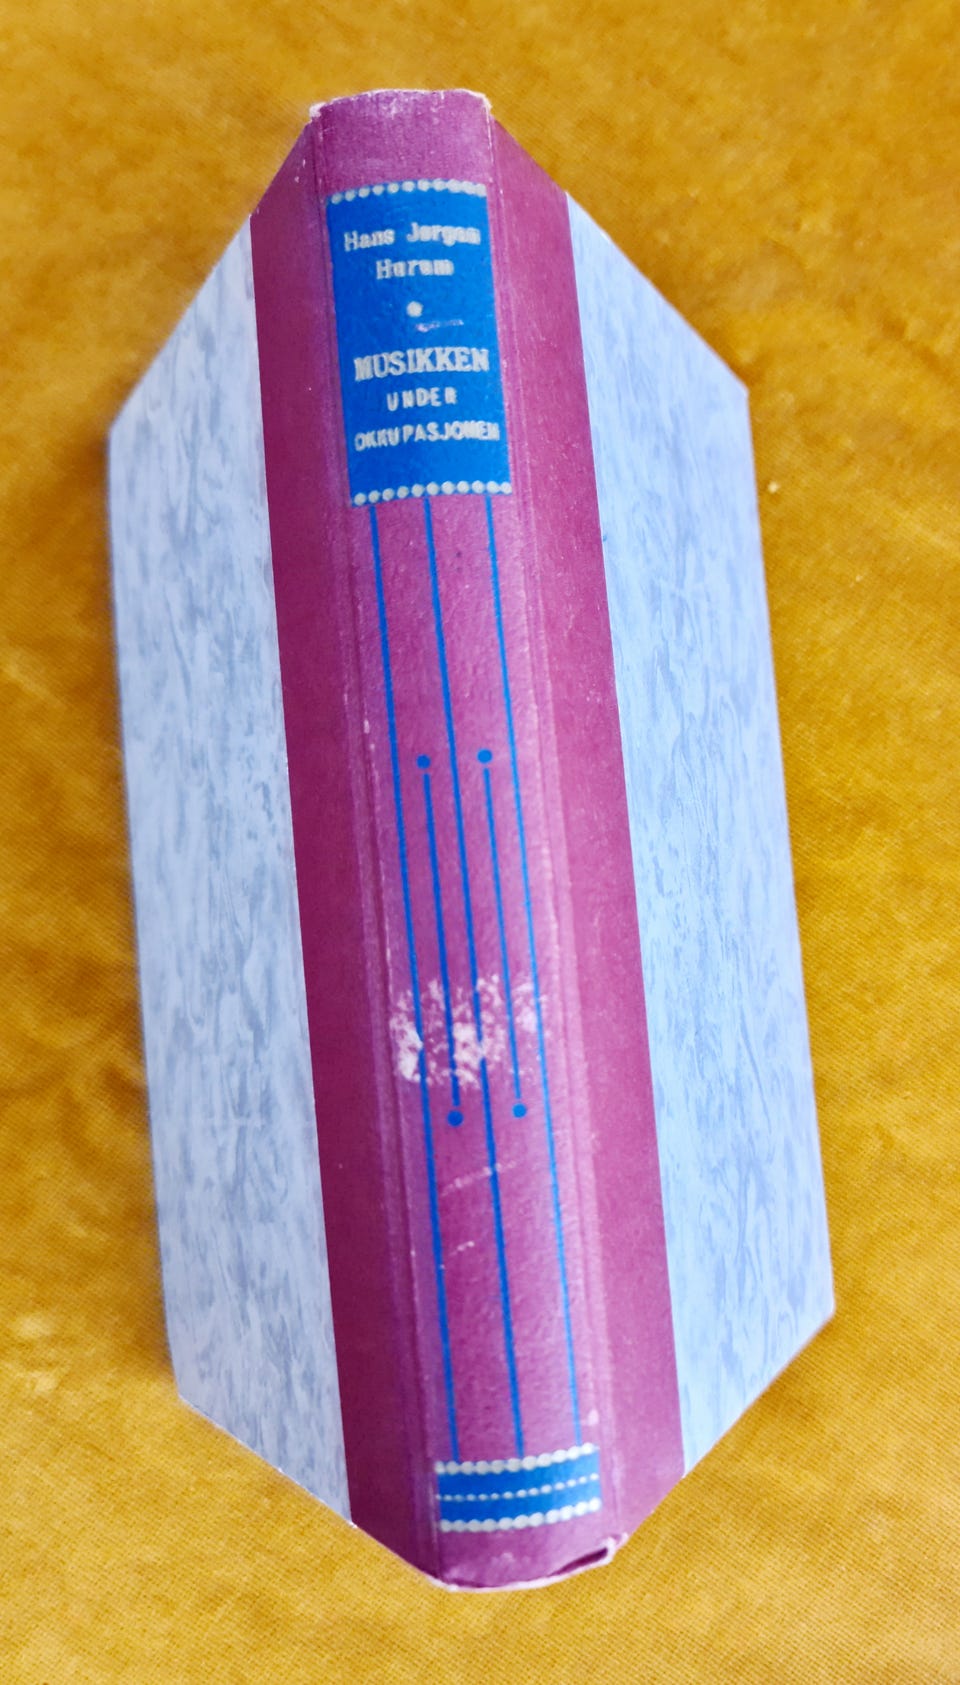 Hans Jørgen
Hurum
MUSIKKEN
UNDER
OKKUPASJONEN